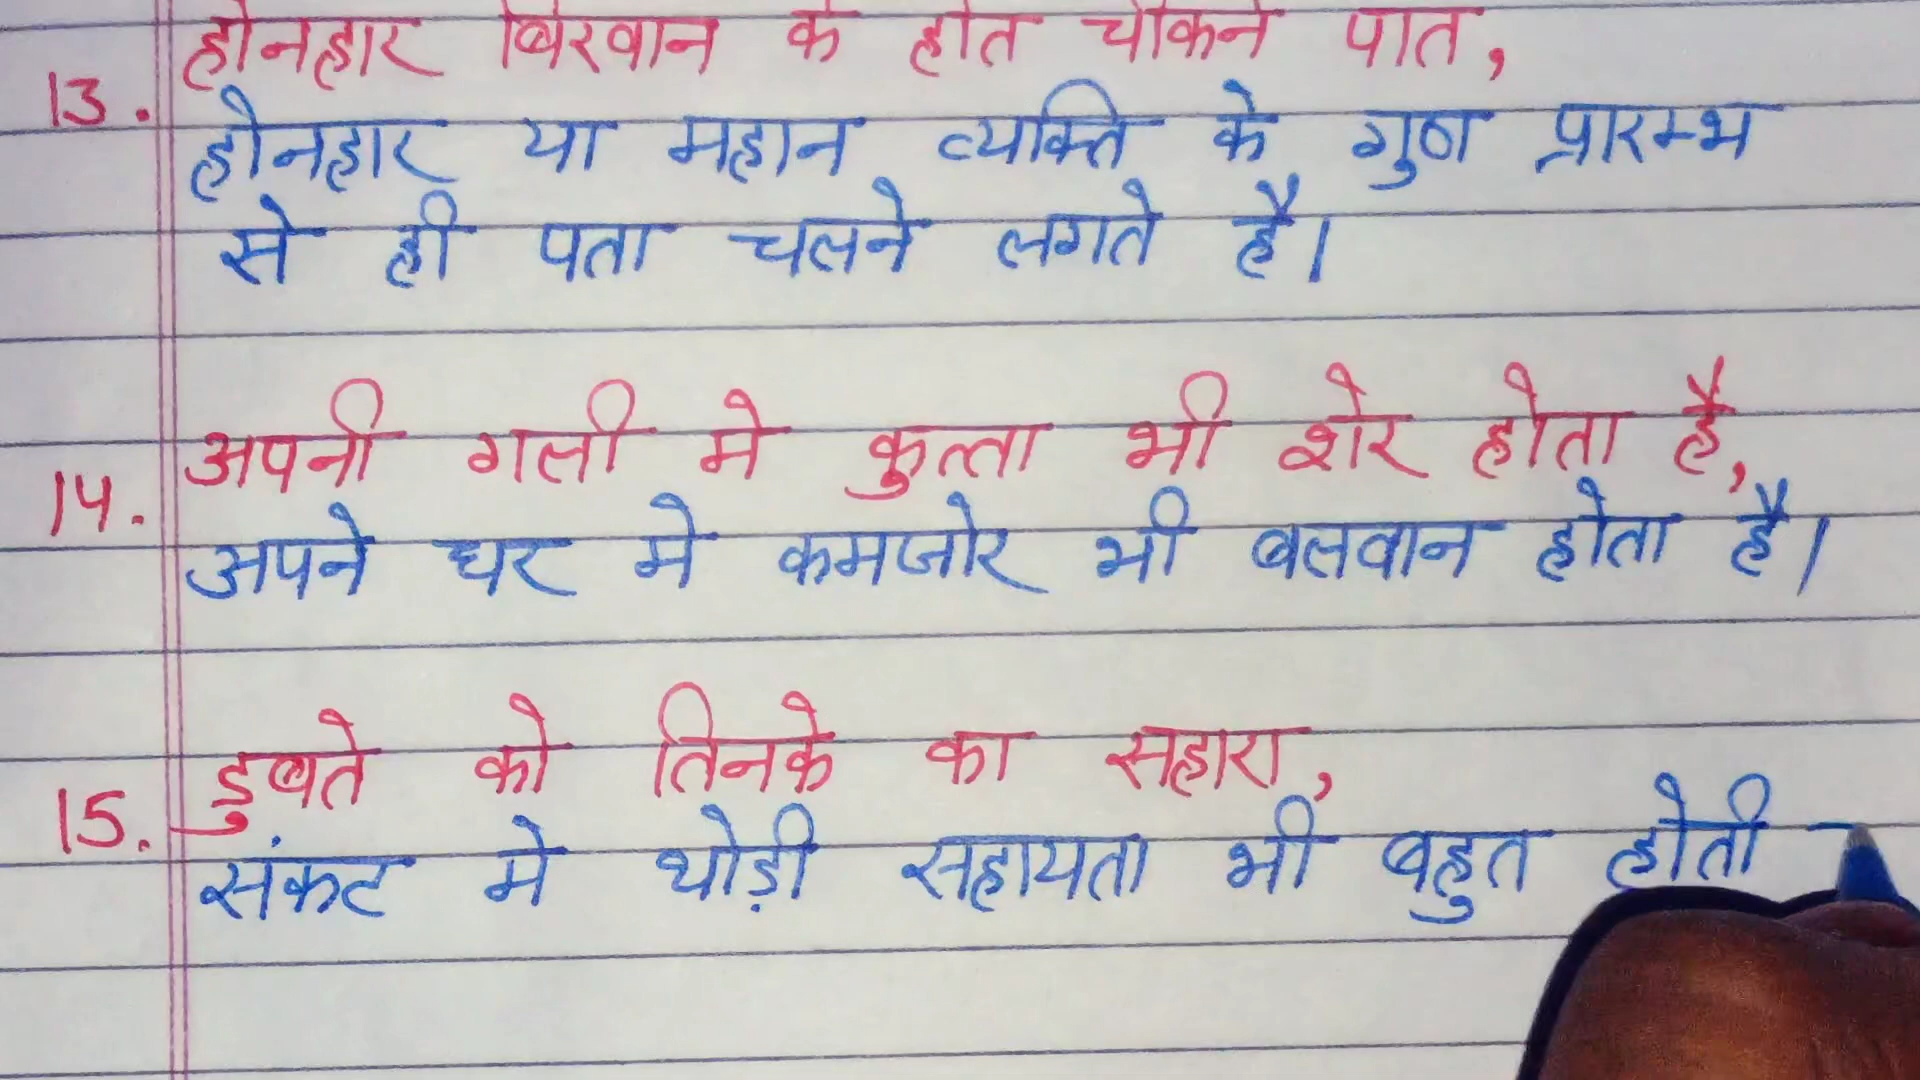 होनहार बिरवान के होत चीकने पात,
13.
होनहार या महान व्यक्ति के गुण प्रारम्भ
से ही पता चलने लगते है।
अपनी गली मे कुत्ता भी शेर होता है,
14.
अपने घर मे कमजोर भी बलवान होता है।
डुबते को तिनके का सहारा,
15.
संकट मे थोड़ी सहायता भी बहुत होती